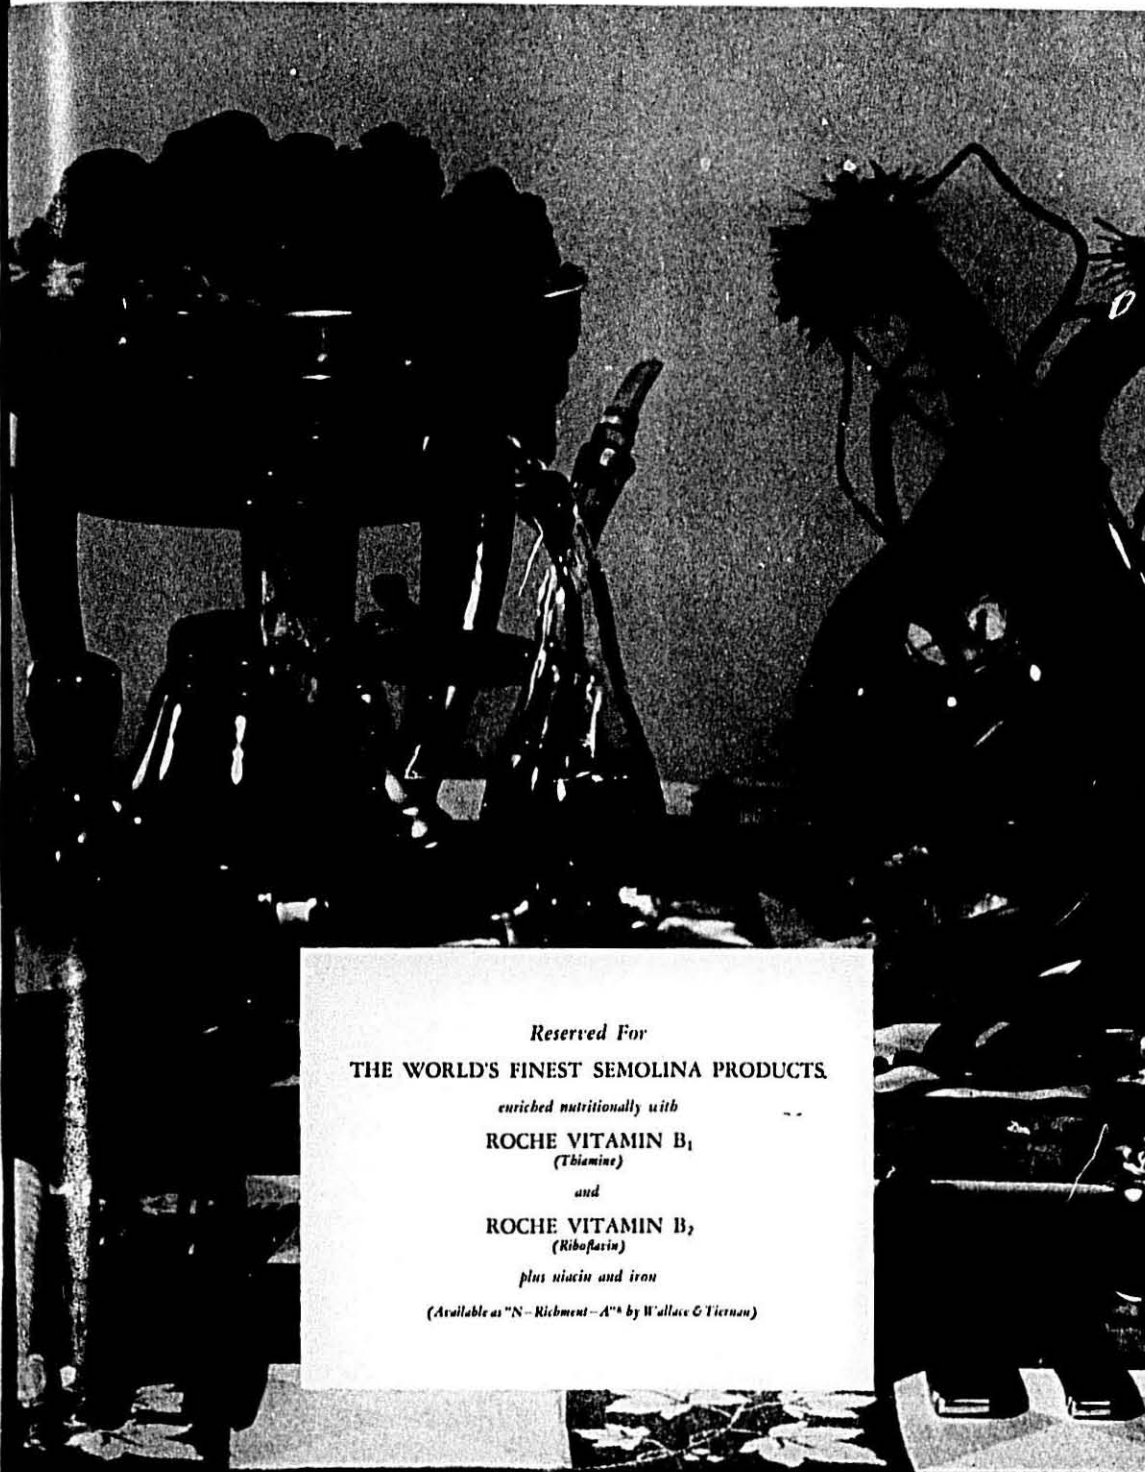 Reserved For
THE WORLD'S FINEST SEMOLINA PRODUCTS
enriched nutritionally with
ROCHE VITAMIN B₁
(Thiamine)
and
ROCHE VITAMIN B₂
(Riboflavin)
plus niacin and iron
(Available as "N-Richment-A"* by Wallace & Tiernan)